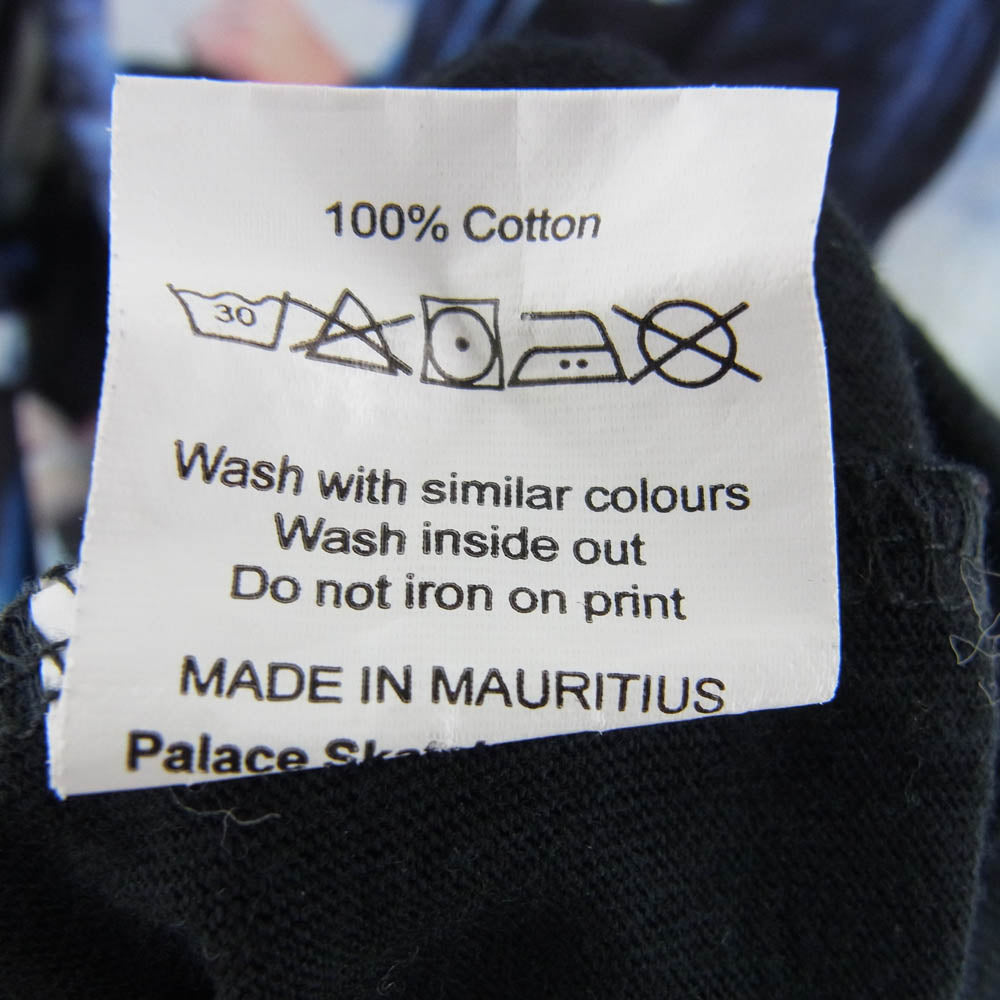 100% Cotton
30
Wash with similar colours
Wash inside out
Do not iron on print
MADE IN MAURITIUS
Palace